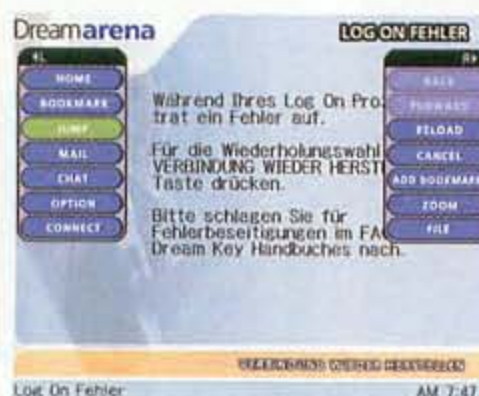 Dreamarena
LOG ON FEHLER
L
R
HOME
BOOKMARK
JUMP
MAIL
CHAT
OPTION
CONNECT
BACK
FORWARD
RELOAD
CANCEL
ADD BOOKMARK
ZOOM
FILE
Während Ihres Log On Pro
trat ein Fehler auf.
Für die Wiederholungswahl
VERBINDUNG WIEDER HERST
Taste drücken.
Bitte schlagen Sie für
Fehlerbeseitigungen im FA
Dream Key Handbuches nach.
VERBINDUNG WIEDER HERSTELLEN
Log On Fehler
AM 7:47